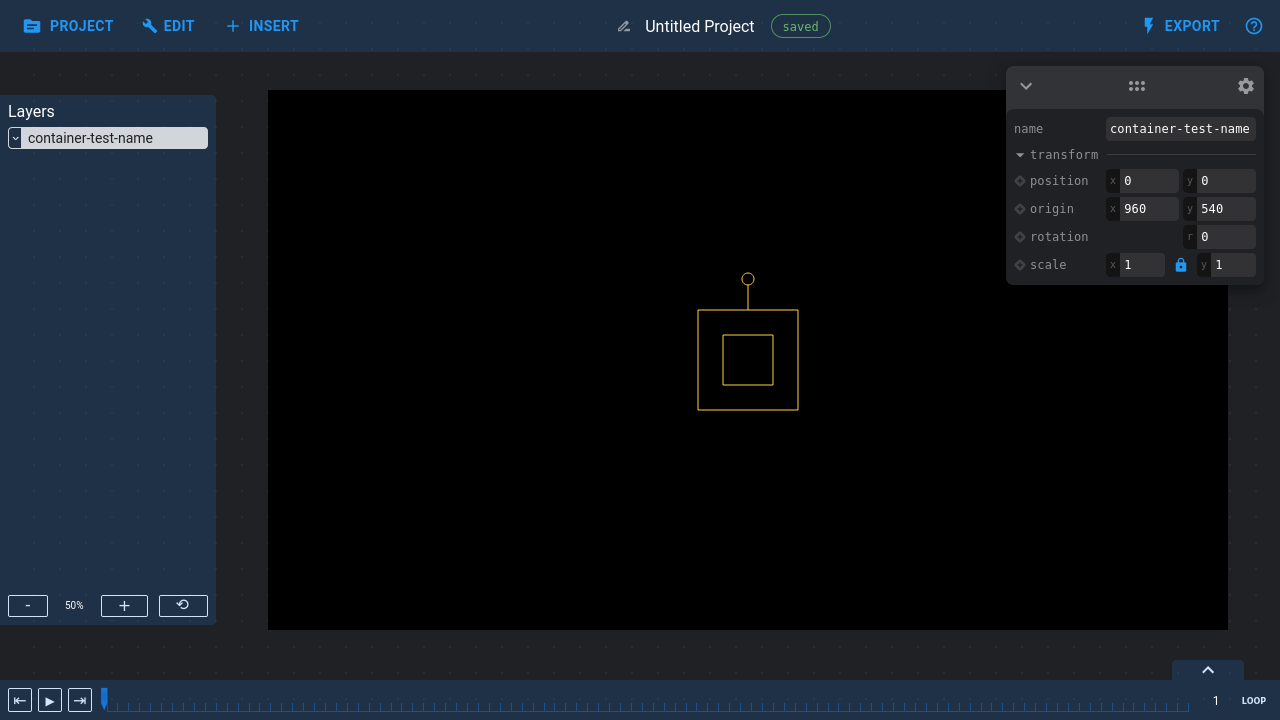 PROJECT EDIT INSERT Untitled Project saved EXPORT
Layers
container-test-name
name container-test-name
transform
position x 0 y 0
origin x 960 y 540
rotation r 0
scale x 1 y 1
- 50% +
1 LOOP